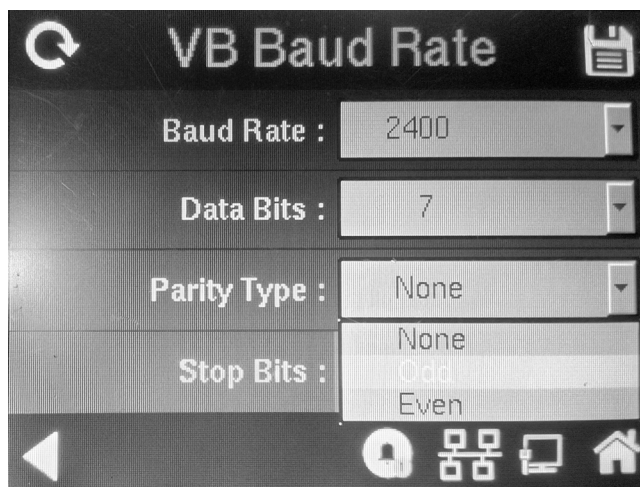 VB Baud Rate
Baud Rate : 2400
Data Bits : 7
Parity Type : None
None
Stop Bits : Odd
Even